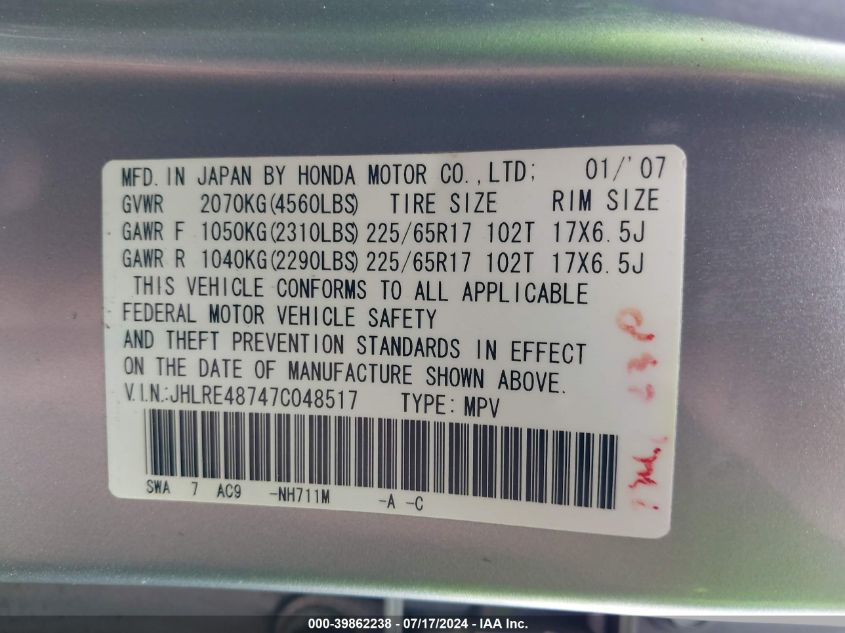 MFD. IN JAPAN BY HONDA MOTOR CO., LTD; 01/'07
GVWR 2070KG(4560LBS) TIRE SIZE RIM SIZE
GAWR F 1050KG(2310LBS) 225/65R17 102T 17X6.5J
GAWR R 1040KG(2290LBS) 225/65R17 102T 17X6.5J
THIS VEHICLE CONFORMS TO ALL APPLICABLE
FEDERAL MOTOR VEHICLE SAFETY
AND THEFT PREVENTION STANDARDS IN EFFECT
ON THE DATE OF MANUFACTURE SHOWN ABOVE.
V.I.N.:JHLRE48747C048517 TYPE: MPV
SWA 7 AC9 -NH711M -A -C
000-39862238 - 07/17/2024 - IAA Inc.